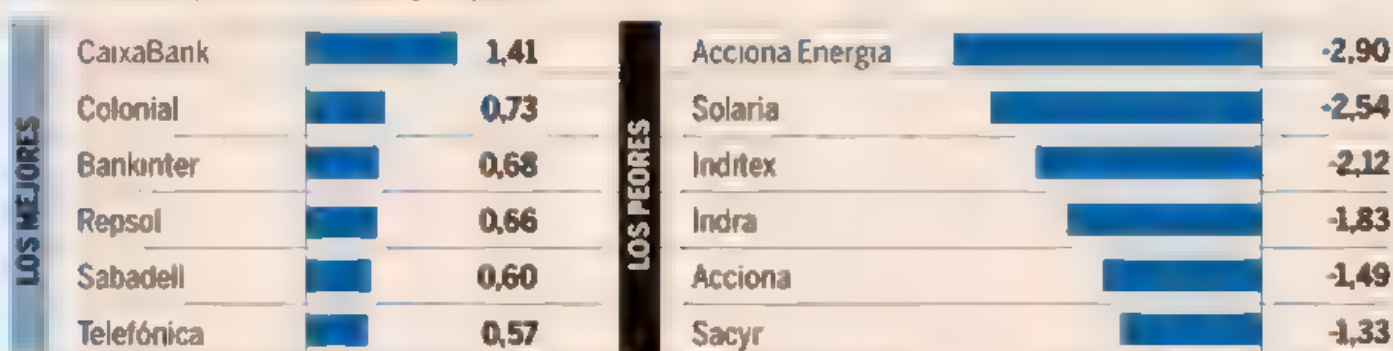 LOS MEJORES
CaixaBank 1,41
Colonial 0,73
Bankinter 0,68
Repsol 0,66
Sabadell 0,60
Telefónica 0,57
LOS PEORES
Acciona Energía -2,90
Solaria -2,54
Inditex -2,12
Indra -1,83
Acciona -1,49
Sacyr -1,33